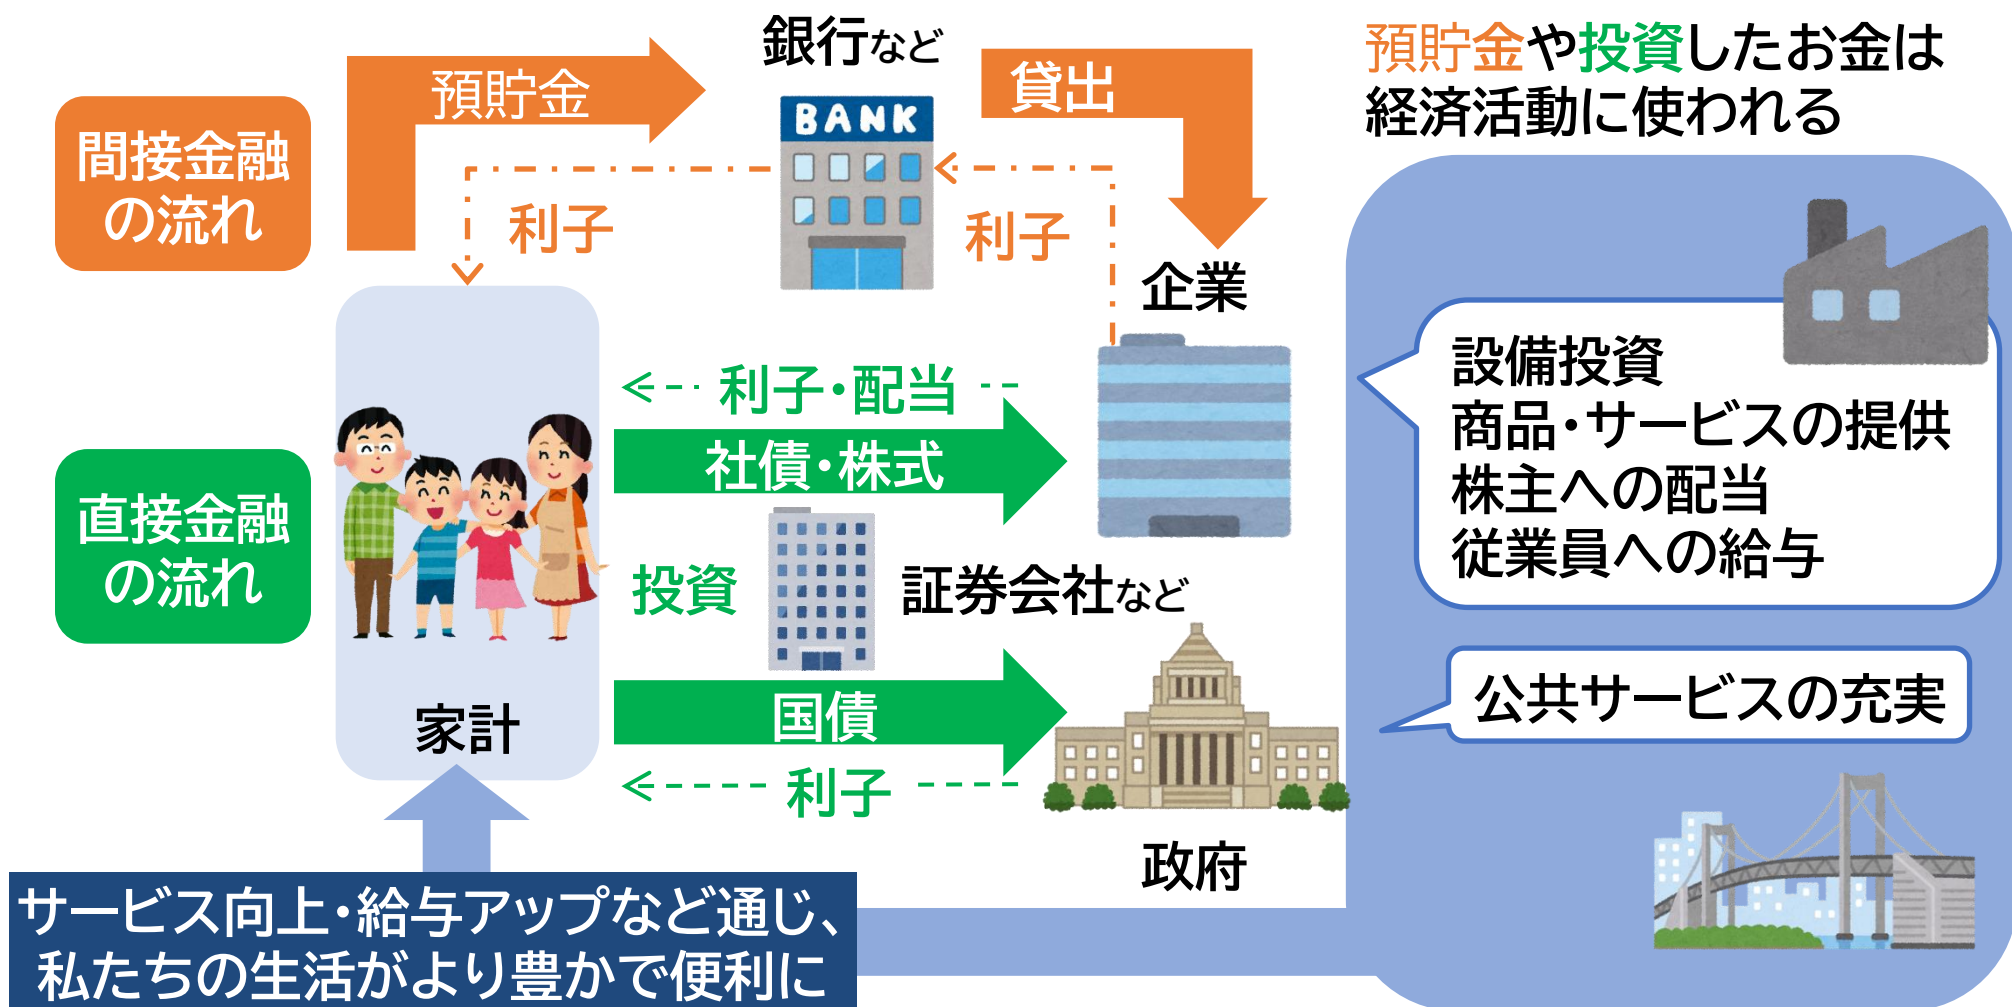 銀行など
預貯金
貸出
BANK
間接金融
の流れ
利子
利子
企業
利子・配当
社債・株式
直接金融
の流れ
投資
証券会社など
国債
家計
利子
政府
預貯金や投資したお金は
経済活動に使われる
設備投資
商品・サービスの提供
株主への配当
従業員への給与
公共サービスの充実
サービス向上・給与アップなど通じ、
私たちの生活がより豊かで便利に